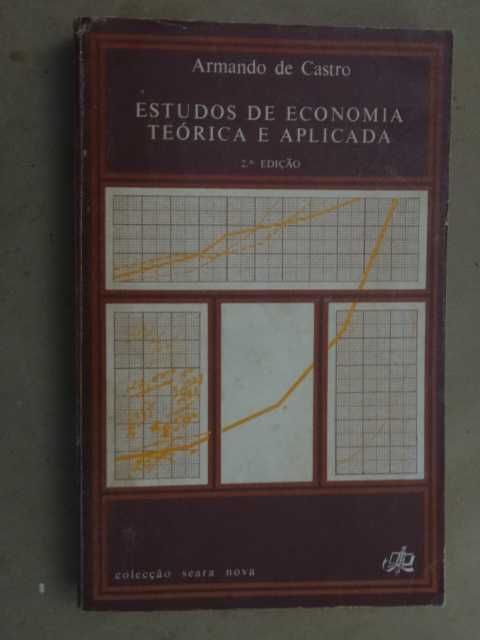 Armando de Castro
ESTUDOS DE ECONOMIA
TEÓRICA E APLICADA
2.ª EDIÇÃO
colecção seara nova